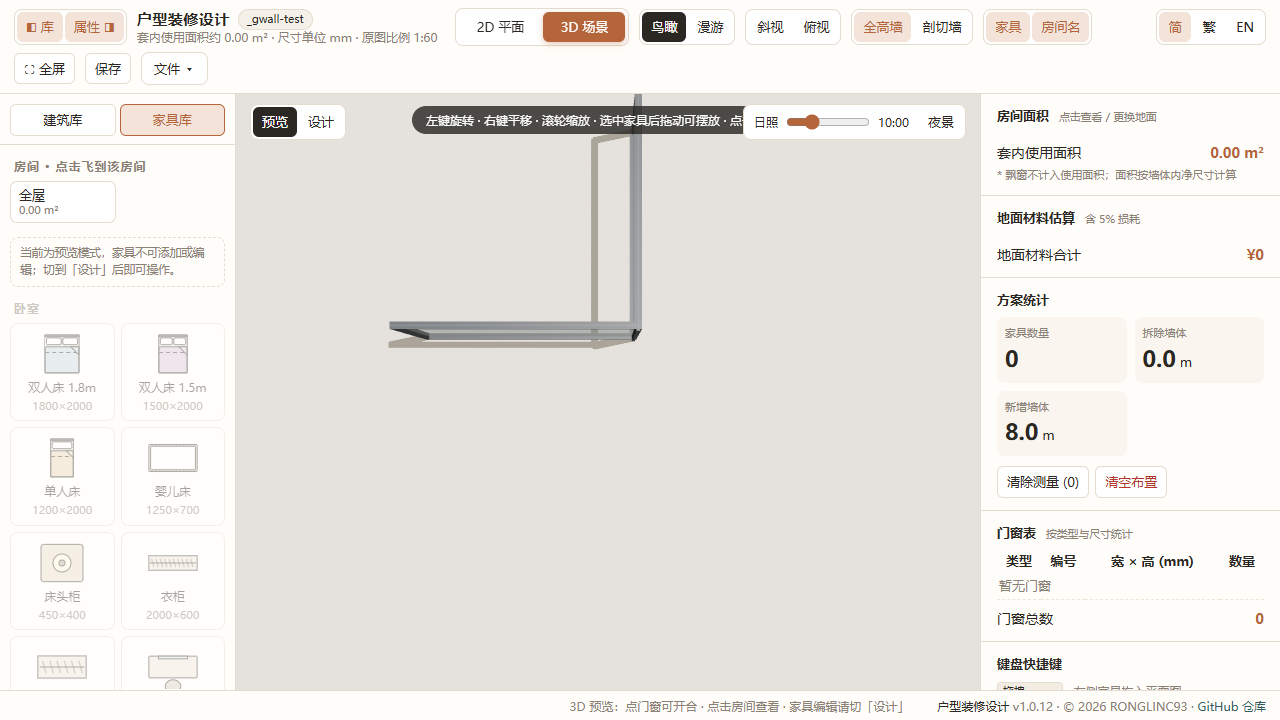 ◧ 库 属性 ◨ 户型装修设计 _gwall-test
套内使用面积约 0.00 m² · 尺寸单位 mm · 原图比例 1:60
2D 平面 3D 场景 鸟瞰 漫游 斜视 俯视 全高墙 剖切墙 家具 房间名 简 繁 EN
全屏 保存 文件 ▾
建筑库 家具库
房间 • 点击飞到该房间
全屋
0.00 m²
当前为预览模式，家具不可添加或编
辑；切到「设计」后即可操作。
卧室
双人床 1.8m
1800×2000
双人床 1.5m
1500×2000
单人床
1200×2000
婴儿床
1250×700
床头柜
450×400
衣柜
2000×600
预览 设计
左键旋转 · 右键平移 · 滚轮缩放 · 选中家具后拖动可摆放 ·
日照 10:00 夜景
房间面积 点击查看 / 更换地面
套内使用面积 0.00 m²
* 飘窗不计入使用面积；面积按墙体内净尺寸计算
地面材料估算 含 5% 损耗
地面材料合计 ¥0
方案统计
家具数量
0
拆除墙体
0.0 m
新增墙体
8.0 m
清除测量 (0) 清空布置
门窗表 按类型与尺寸统计
类型 编号 宽 × 高 (mm) 数量
暂无门窗
门窗总数 0
键盘快捷键
3D 预览：点门窗可开合 · 点击房间查看 · 家具编辑请切「设计」
户型装修设计 v1.0.12 · © 2026 RONGLINC93 · GitHub 仓库